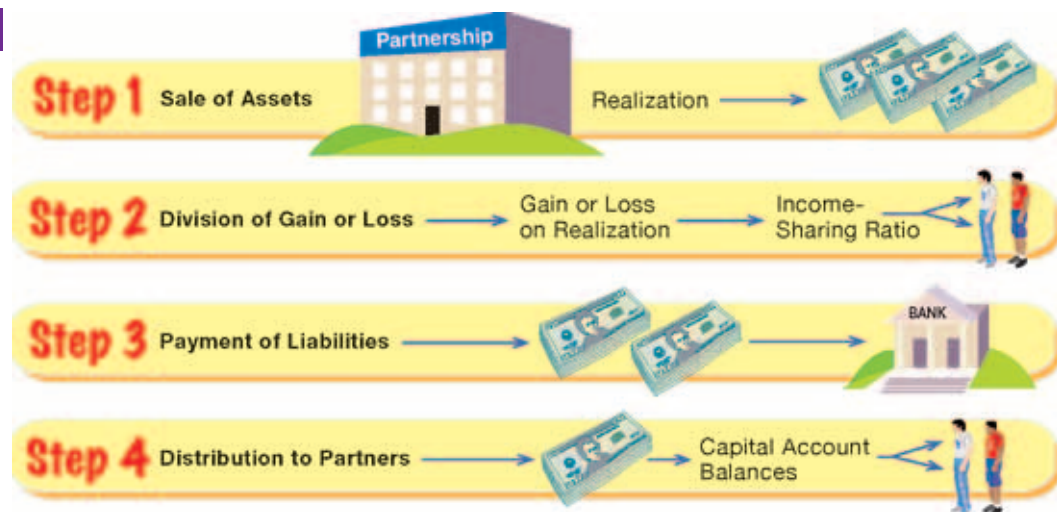 Partnership
Step 1 Sale of Assets Realization
Step 2 Division of Gain or Loss Gain or Loss
on Realization Income-
Sharing Ratio
Step 3 Payment of Liabilities BANK
Step 4 Distribution to Partners Capital Account
Balances